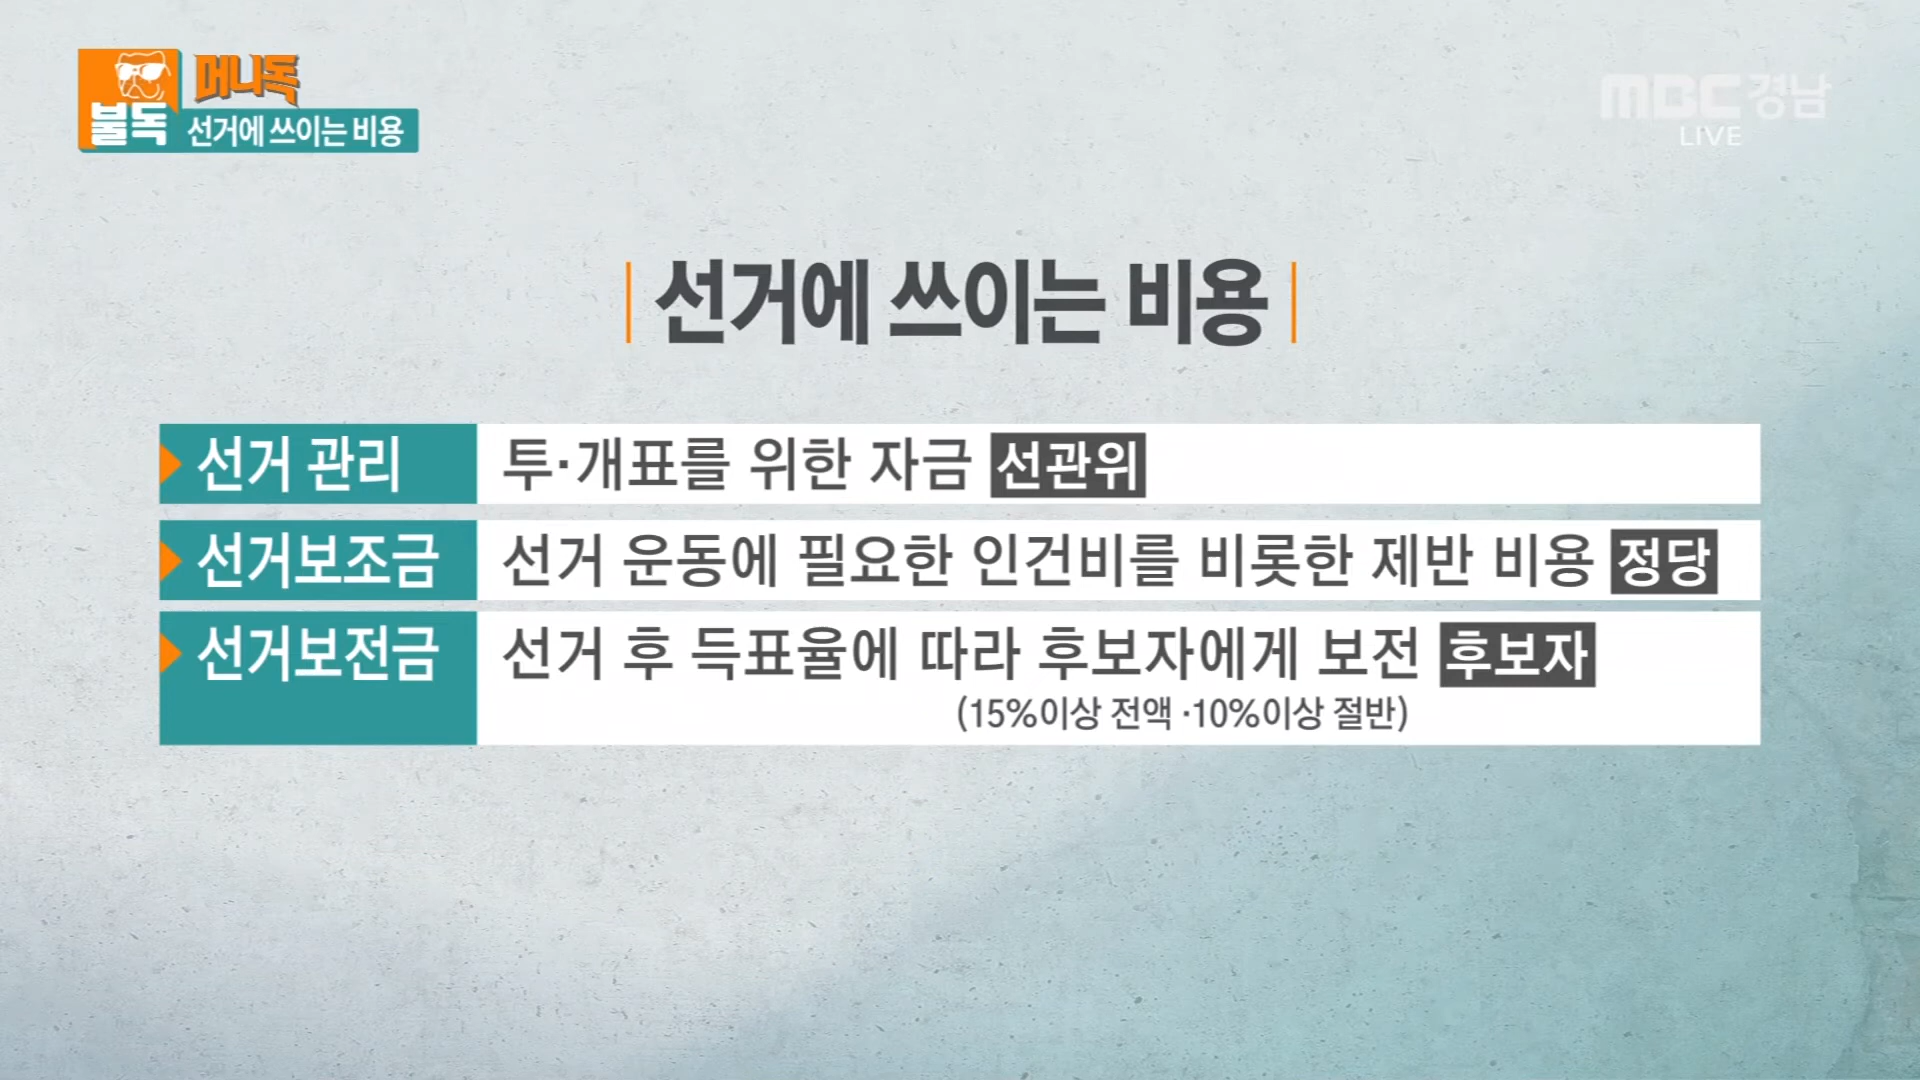 머니독
불독
선거에 쓰이는 비용
MBC경남
LIVE
선거에 쓰이는 비용
선거 관리 투·개표를 위한 자금 선관위
선거보조금 선거 운동에 필요한 인건비를 비롯한 제반 비용 정당
선거보전금 선거 후 득표율에 따라 후보자에게 보전 후보자
(15%이상 전액 ·10%이상 절반)